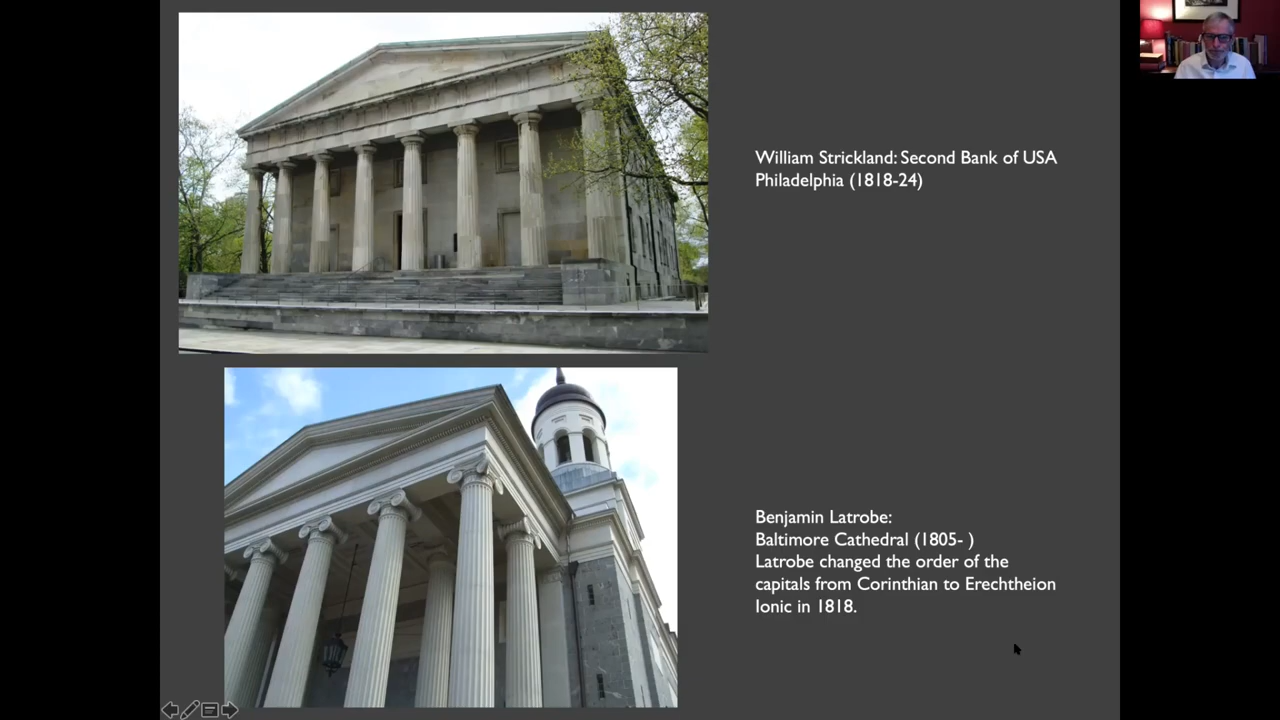 William Strickland: Second Bank of USA
Philadelphia (1818-24)
Benjamin Latrobe:
Baltimore Cathedral (1805- )
Latrobe changed the order of the
capitals from Corinthian to Erechtheion
Ionic in 1818.